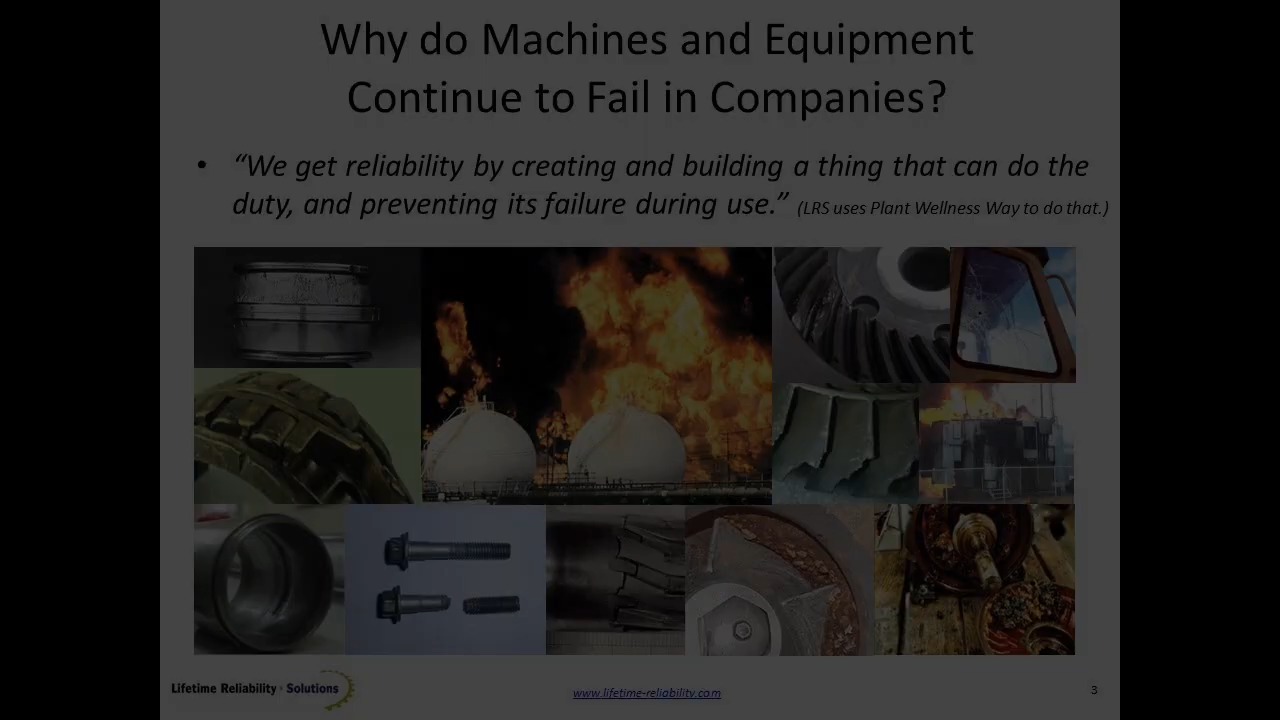 Why do Machines and Equipment
Continue to Fail in Companies?
• “We get reliability by creating and building a thing that can do the
duty, and preventing its failure during use.” (LRS uses Plant Wellness Way to do that.)
Lifetime Reliability • Solutions
www.lifetime-reliability.com
3